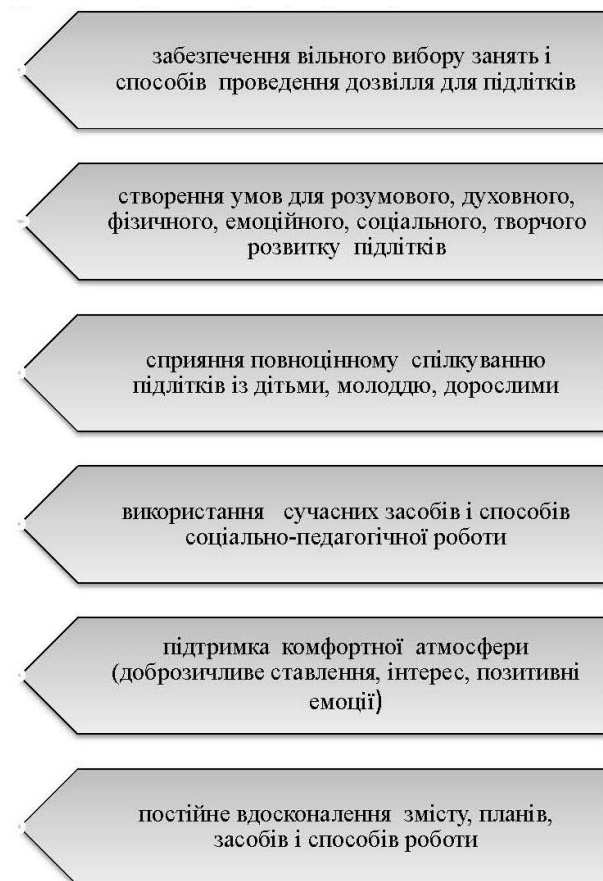 забезпечення вільного вибору занять і
способів проведення дозвілля для підлітків
створення умов для розумового, духовного,
фізичного, емоційного, соціального, творчого
розвитку підлітків
сприяння повноцінному спілкуванню
підлітків із дітьми, молоддю, дорослими
використання сучасних засобів і способів
соціально-педагогічної роботи
підтримка комфортної атмосфери
(доброзичливе ставлення, інтерес, позитивні
емоції)
постійне вдосконалення змісту, планів,
засобів і способів роботи